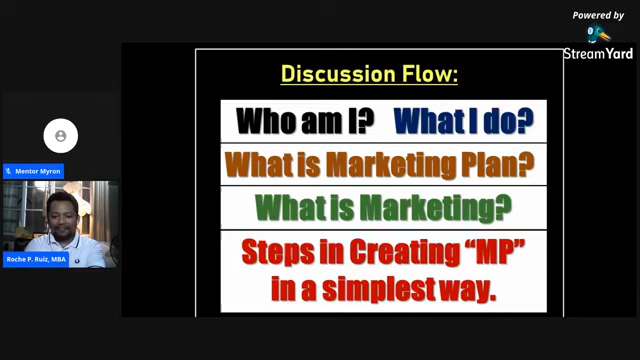 Powered by
StreamYard
Discussion Flow:
Who am I? What I do?
What is Marketing Plan?
What is Marketing?
Steps in Creating “MP”
in a simplest way.
Mentor Myron
Roche P. Ruiz, MBA